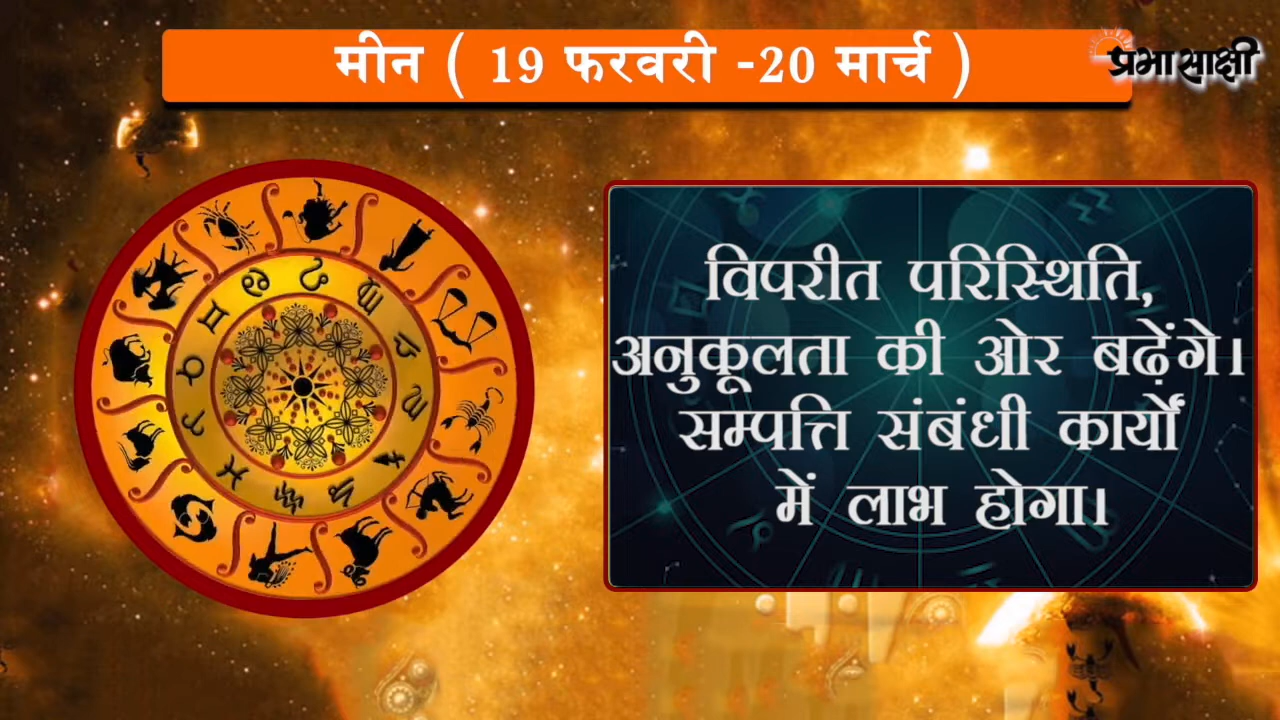 मीन ( 19 फरवरी -20 मार्च )
प्रभासाक्षी
विपरीत परिस्थिति,
अनुकूलता की ओर बढ़ेंगे।
सम्पत्ति संबंधी कार्यों
में लाभ होगा।